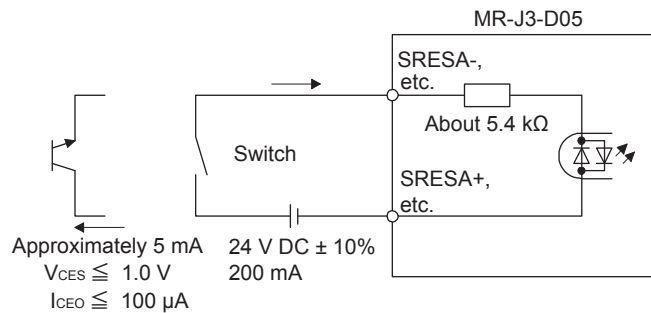 MR-J3-D05
SRESA-,
etc.
About 5.4 kΩ
Switch
SRESA+,
etc.
Approximately 5 mA
24 V DC ± 10%
VCES ≦ 1.0 V
200 mA
ICEO ≦ 100 µA